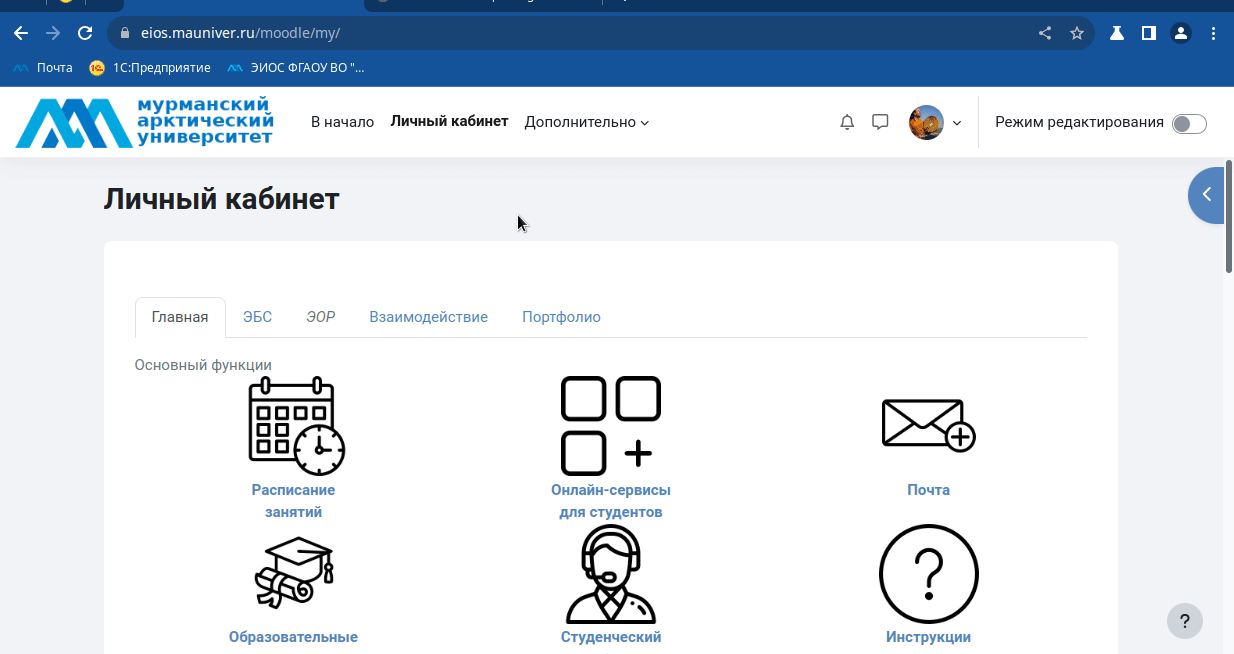 eios.mauniver.ru/moodle/my/
Почта
1С:Предприятие
ЭИОС ФГАОУ ВО "...
мурманский
арктический
университет
В начало
Личный кабинет
Дополнительно
Режим редактирования
Личный кабинет
Главная
ЭБС
ЭОР
Взаимодействие
Портфолио
Основный функции
Расписание
занятий
Онлайн-сервисы
для студентов
Почта
Образовательные
Студенческий
Инструкции
?